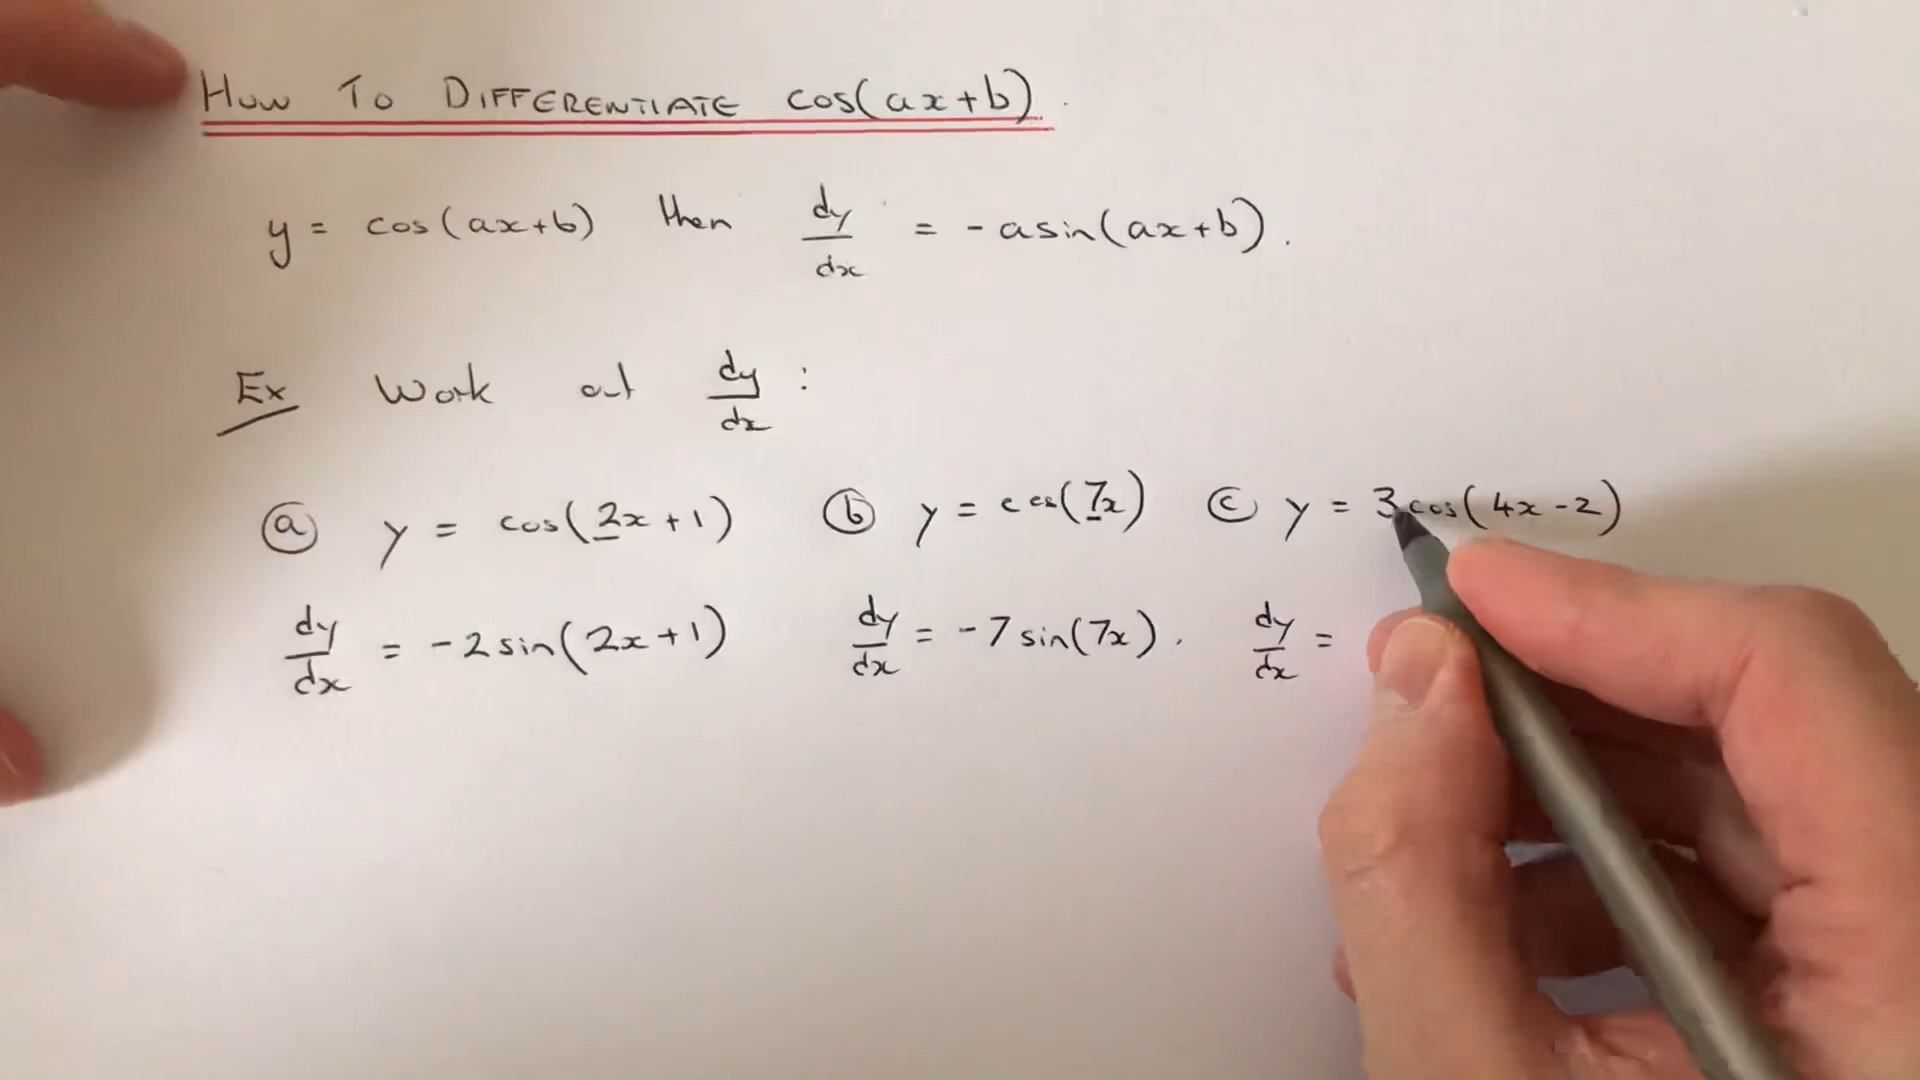 How To DIFFERENTIATE cos(ax+b).
y = cos(ax+b) then dy/dx = -asin(ax+b).
Ex Work out dy/dx :
(a) y = cos(2x+1) (b) y = cos(7x) (c) y = 3cos(4x-2)
dy/dx = -2sin(2x+1) dy/dx = -7sin(7x). dy/dx =